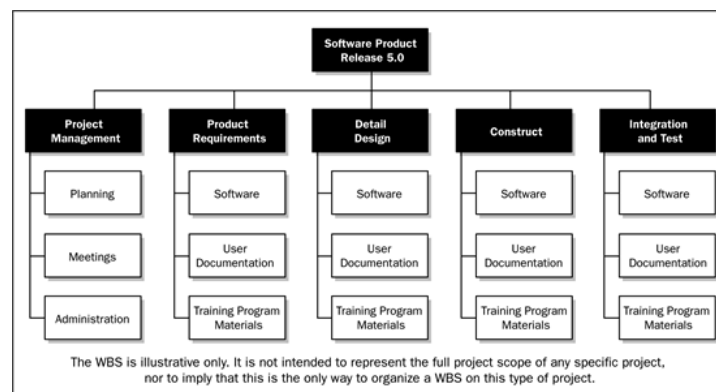 Software Product
Release 5.0
Project
Management
Product
Requirements
Detail
Design
Construct
Integration
and Test
Planning
Software
Software
Software
Software
Meetings
User
Documentation
User
Documentation
User
Documentation
User
Documentation
Administration
Training Program
Materials
Training Program
Materials
Training Program
Materials
Training Program
Materials
The WBS is illustrative only. It is not intended to represent the full project scope of any specific project,
nor to imply that this is the only way to organize a WBS on this type of project.